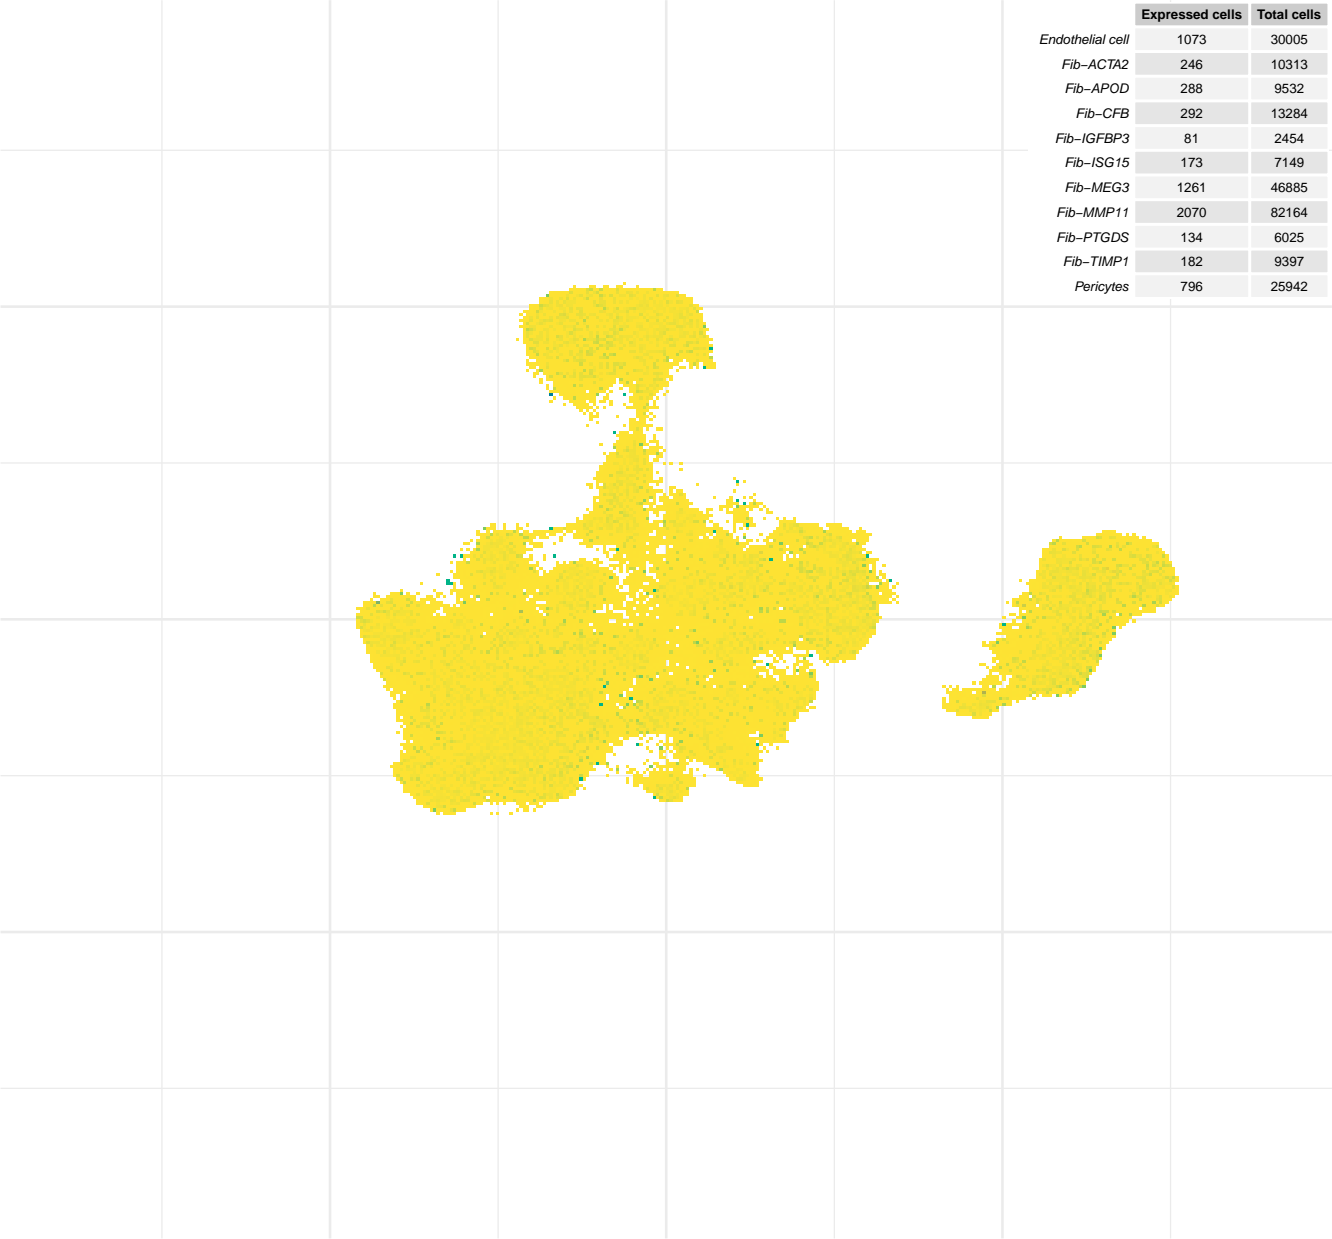 Expressed cells Total cells
Endothelial cell 1073 30005
Fib−ACTA2 246 10313
Fib−APOD 288 9532
Fib−CFB 292 13284
Fib−IGFBP3 81 2454
Fib−ISG15 173 7149
Fib−MEG3 1261 46885
Fib−MMP11 2070 82164
Fib−PTGDS 134 6025
Fib−TIMP1 182 9397
Pericytes 796 25942